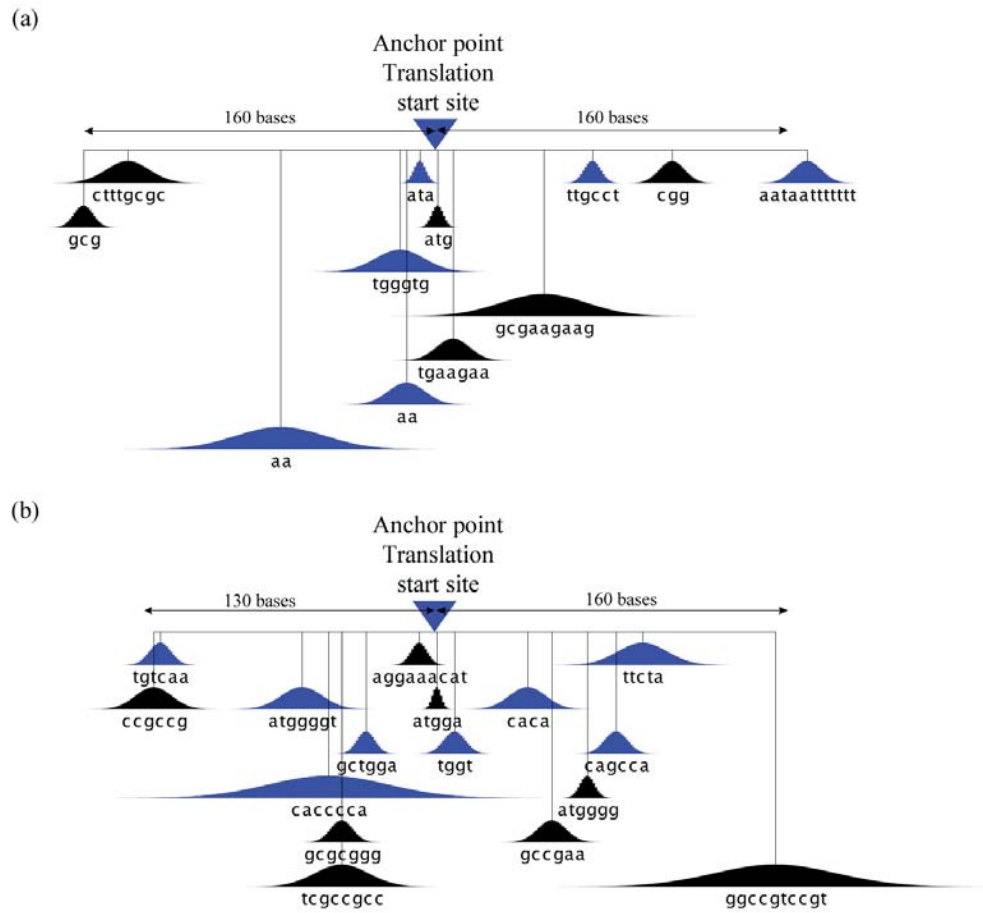 (a)
Anchor point
Translation
start site
160 bases
160 bases
ctttgcgc
ata
ttgcct
cgg
aataattttttt
gcg
atg
tgggtg
gcgaagaag
tgaagaa
aa
aa
(b)
Anchor point
Translation
start site
130 bases
160 bases
tgtcaa
aggaaacat
ttcta
ccgccg
atggggt
atgga
caca
gctgga
tggt
cagcca
cacccca
atgggg
gcgcggg
gccgaa
tcgccgcc
ggccgtccgt